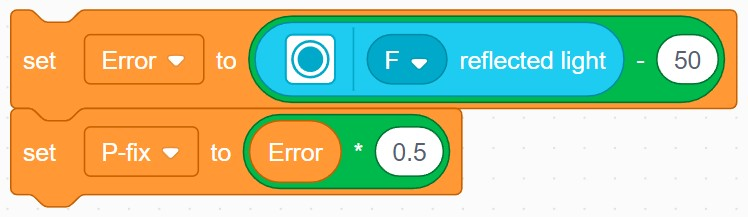 set Error to F reflected light - 50
set P-fix to Error * 0.5